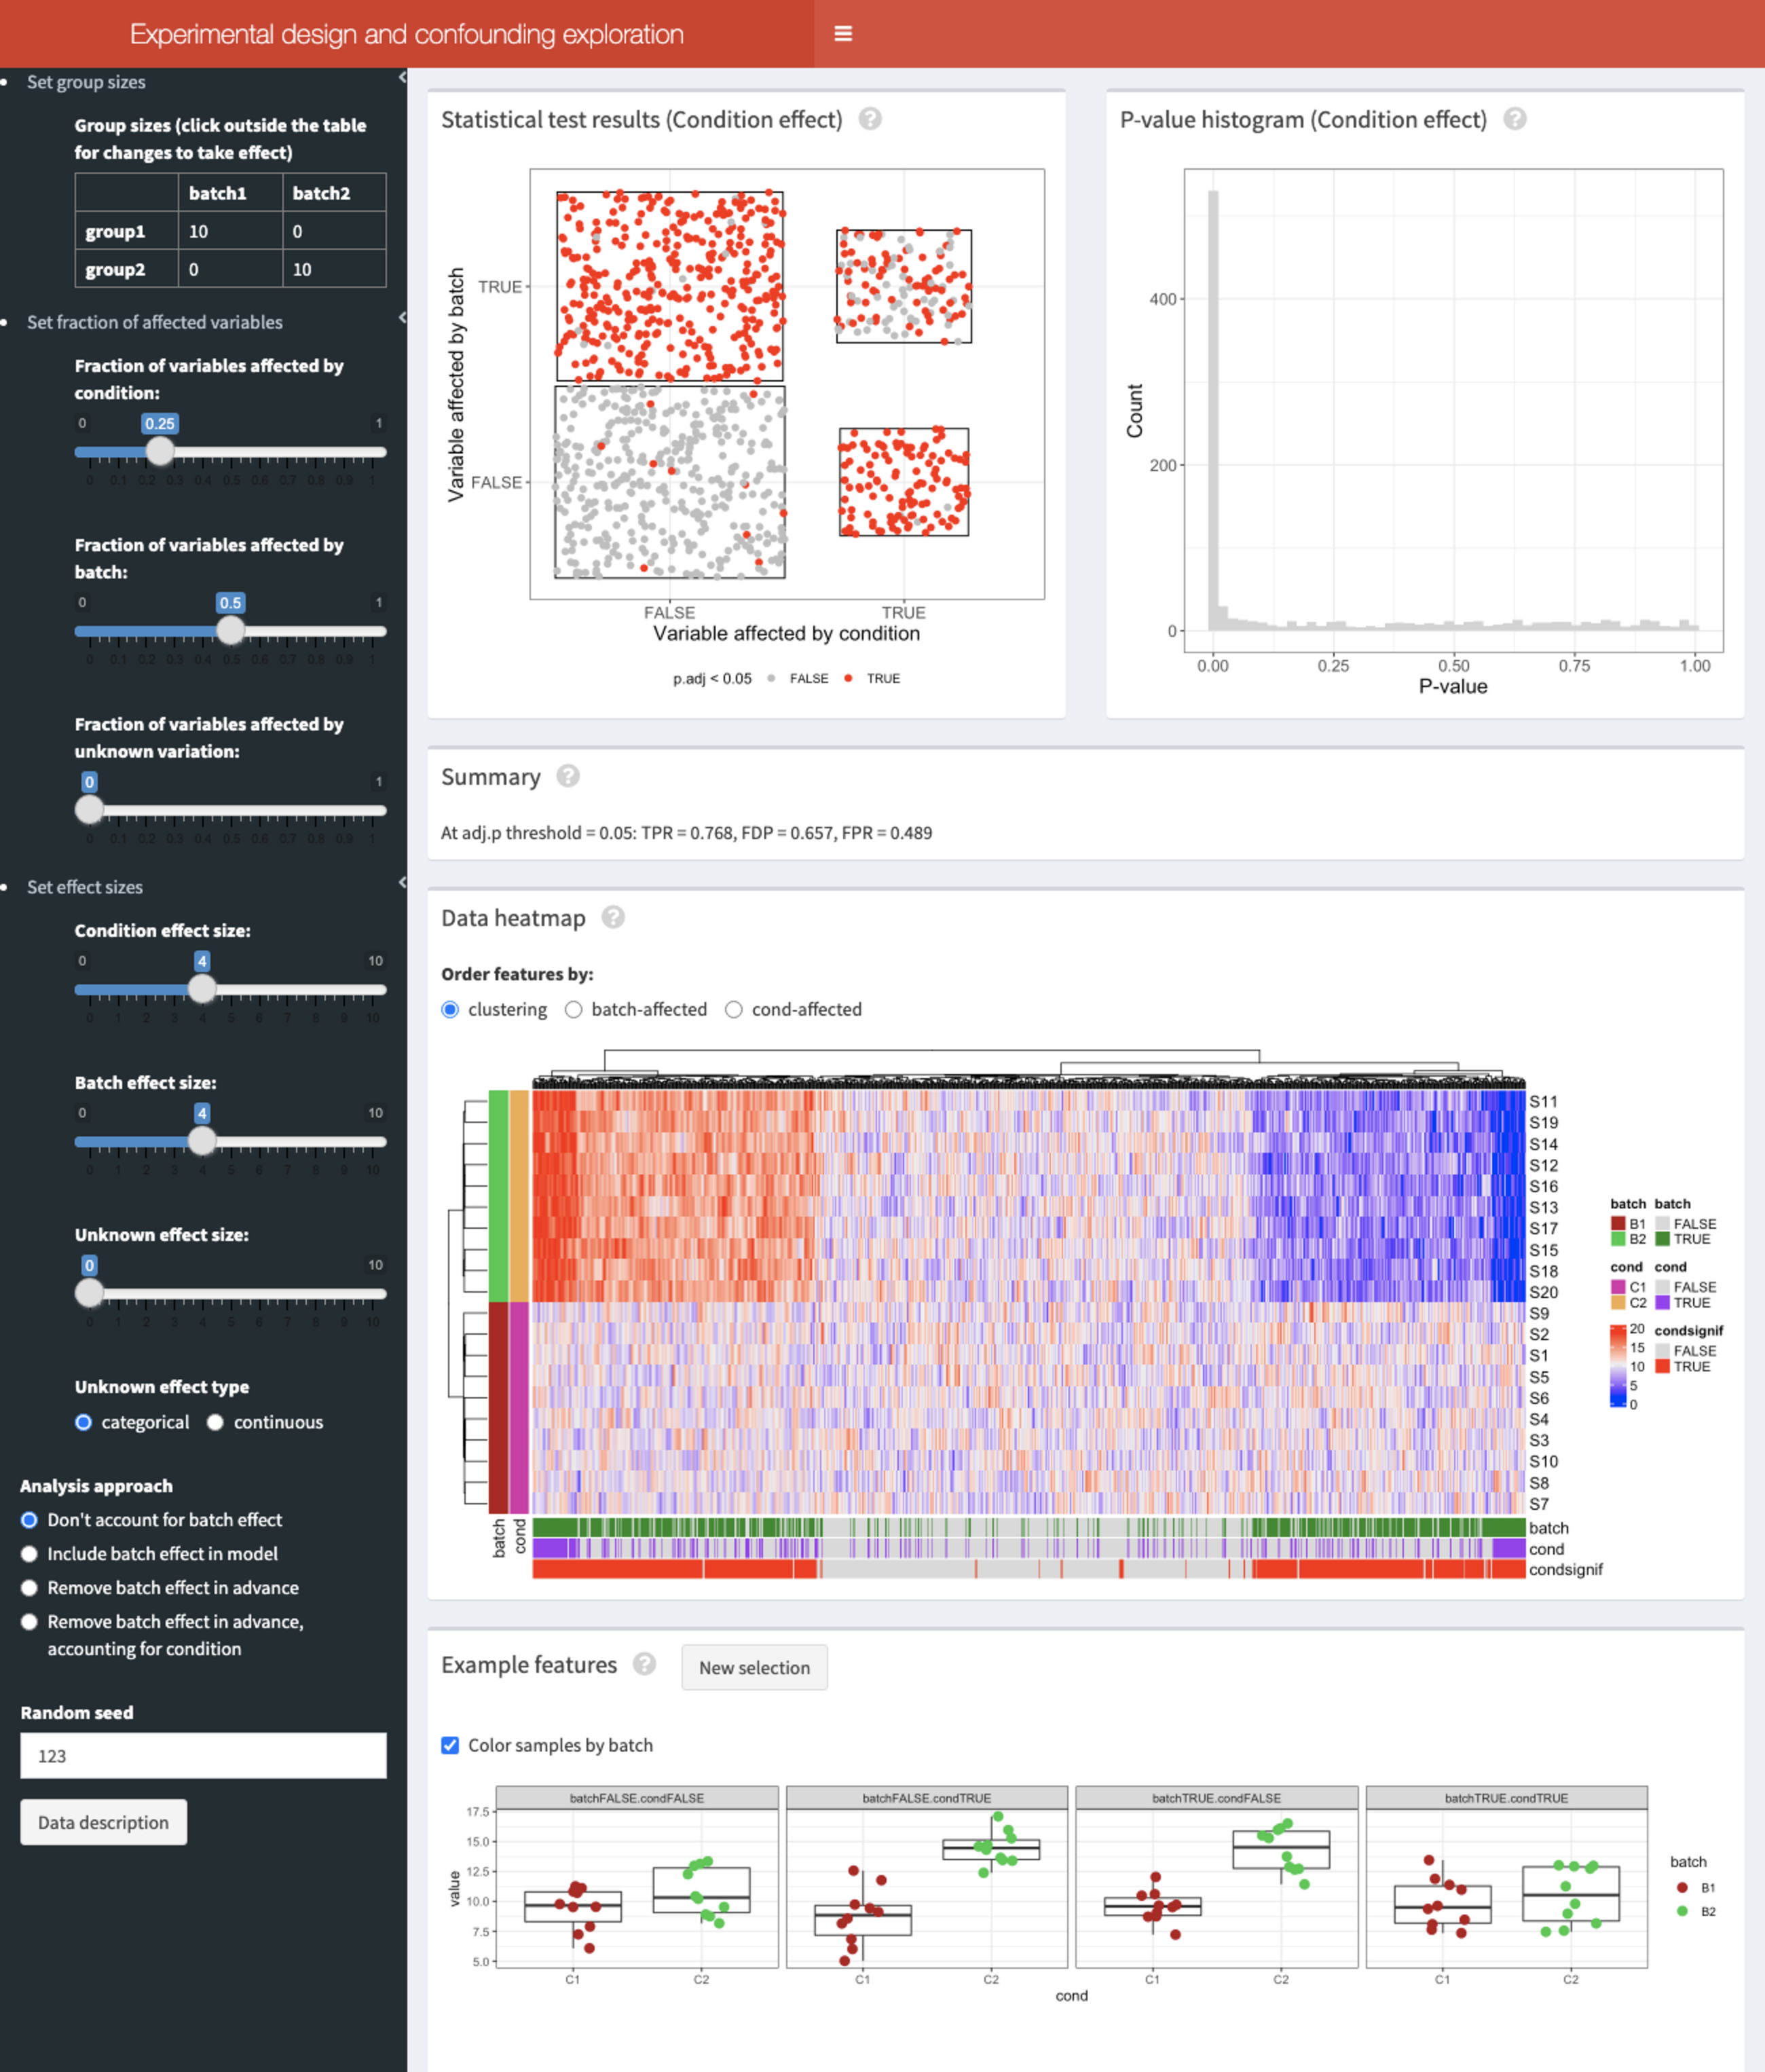 Experimental design and confounding exploration
Set group sizes
Group sizes (click outside the table
for changes to take effect)
batch1 batch2
group1 10 0
group2 0 10
Set fraction of affected variables
Fraction of variables affected by
condition:
0 0.25 1
0 0.1 0.2 0.3 0.4 0.5 0.6 0.7 0.8 0.9 1
Fraction of variables affected by
batch:
0 0.5 1
0 0.1 0.2 0.3 0.4 0.5 0.6 0.7 0.8 0.9 1
Fraction of variables affected by
unknown variation:
0 1
0 0.1 0.2 0.3 0.4 0.5 0.6 0.7 0.8 0.9 1
Set effect sizes
Condition effect size:
0 4 10
0 1 2 3 4 5 6 7 8 9 10
Batch effect size:
0 4 10
0 1 2 3 4 5 6 7 8 9 10
Unknown effect size:
0 10
0 1 2 3 4 5 6 7 8 9 10
Unknown effect type
categorical continuous
Analysis approach
Don't account for batch effect
Include batch effect in model
Remove batch effect in advance
Remove batch effect in advance,
accounting for condition
Random seed
123
Data description
Statistical test results (Condition effect) ?
Variable affected by batch
TRUE
FALSE
FALSE TRUE
Variable affected by condition
p.adj < 0.05 FALSE TRUE
P-value histogram (Condition effect) ?
Count
400
200
0
0.00 0.25 0.50 0.75 1.00
P-value
Summary ?
At adj.p threshold = 0.05: TPR = 0.768, FDP = 0.657, FPR = 0.489
Data heatmap ?
Order features by:
clustering batch-affected cond-affected
S11
S19
S14
S12
S16
S13
S17
S15
S18
S20
S9
S2
S1
S5
S6
S4
S3
S10
S8
S7
batch
cond
batch
cond
condsignif
batch batch
B1 FALSE
B2 TRUE
cond cond
C1 FALSE
C2 TRUE
20 condsignif
15 FALSE
10 TRUE
5
0
Example features ? New selection
Color samples by batch
batchFALSE.condFALSE batchFALSE.condTRUE batchTRUE.condFALSE batchTRUE.condTRUE
value
17.5
15.0
12.5
10.0
7.5
5.0
C1 C2 C1 C2 C1 C2 C1 C2
cond
batch
B1
B2